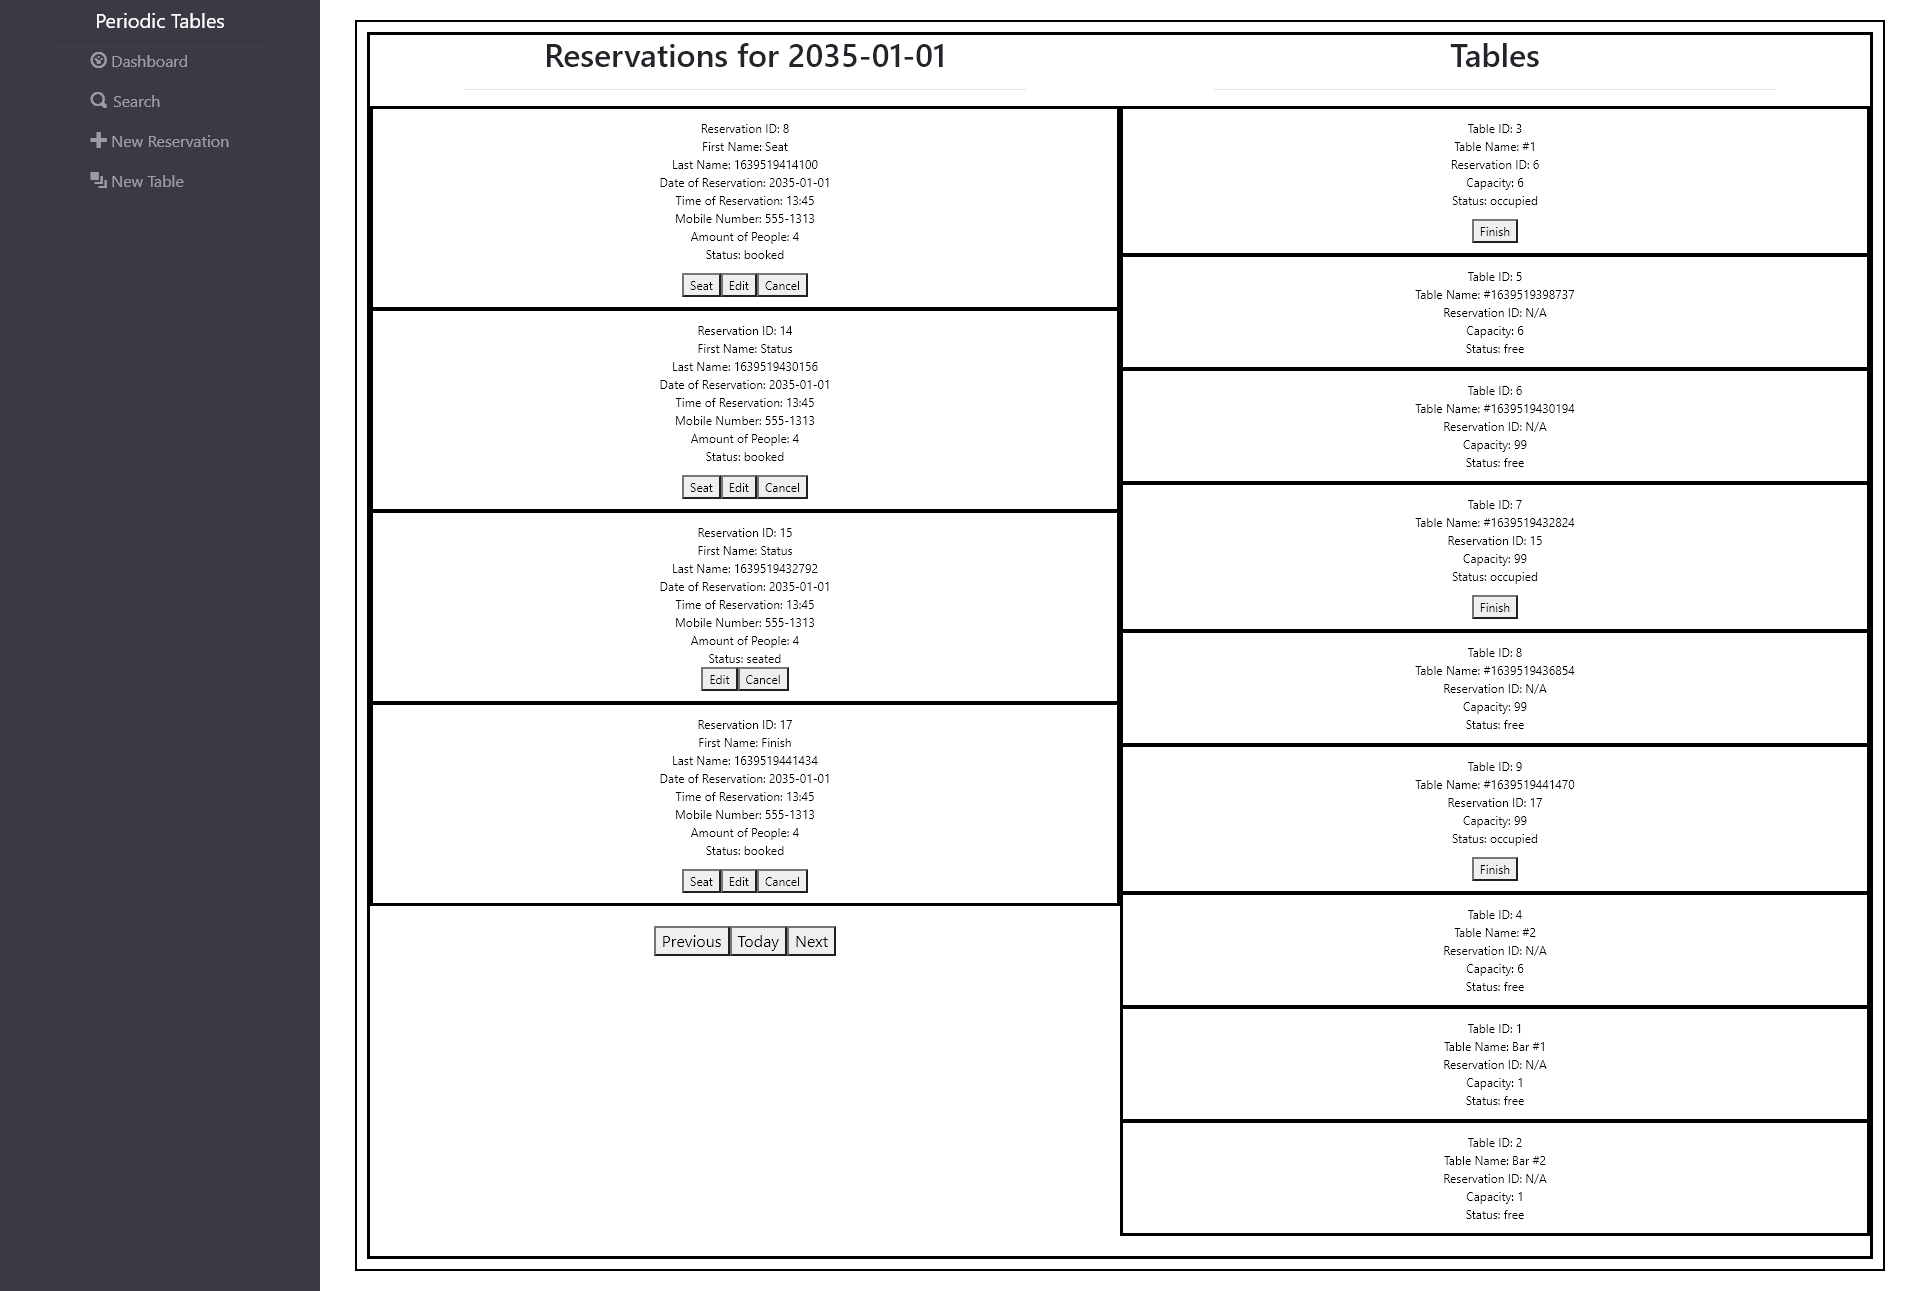 Periodic Tables
Dashboard
Search
New Reservation
New Table
Reservations for 2035-01-01
Reservation ID: 8
First Name: Seat
Last Name: 1639519414100
Date of Reservation: 2035-01-01
Time of Reservation: 13:45
Mobile Number: 555-1313
Amount of People: 4
Status: booked
Seat Edit Cancel
Reservation ID: 14
First Name: Status
Last Name: 1639519430156
Date of Reservation: 2035-01-01
Time of Reservation: 13:45
Mobile Number: 555-1313
Amount of People: 4
Status: booked
Seat Edit Cancel
Reservation ID: 15
First Name: Status
Last Name: 1639519432792
Date of Reservation: 2035-01-01
Time of Reservation: 13:45
Mobile Number: 555-1313
Amount of People: 4
Status: seated
Edit Cancel
Reservation ID: 17
First Name: Finish
Last Name: 1639519441434
Date of Reservation: 2035-01-01
Time of Reservation: 13:45
Mobile Number: 555-1313
Amount of People: 4
Status: booked
Seat Edit Cancel
Previous Today Next
Tables
Table ID: 3
Table Name: #1
Reservation ID: 6
Capacity: 6
Status: occupied
Finish
Table ID: 5
Table Name: #1639519398737
Reservation ID: N/A
Capacity: 6
Status: free
Table ID: 6
Table Name: #1639519430194
Reservation ID: N/A
Capacity: 99
Status: free
Table ID: 7
Table Name: #1639519432824
Reservation ID: 15
Capacity: 99
Status: occupied
Finish
Table ID: 8
Table Name: #1639519436854
Reservation ID: N/A
Capacity: 99
Status: free
Table ID: 9
Table Name: #1639519441470
Reservation ID: 17
Capacity: 99
Status: occupied
Finish
Table ID: 4
Table Name: #2
Reservation ID: N/A
Capacity: 6
Status: free
Table ID: 1
Table Name: Bar #1
Reservation ID: N/A
Capacity: 1
Status: free
Table ID: 2
Table Name: Bar #2
Reservation ID: N/A
Capacity: 1
Status: free